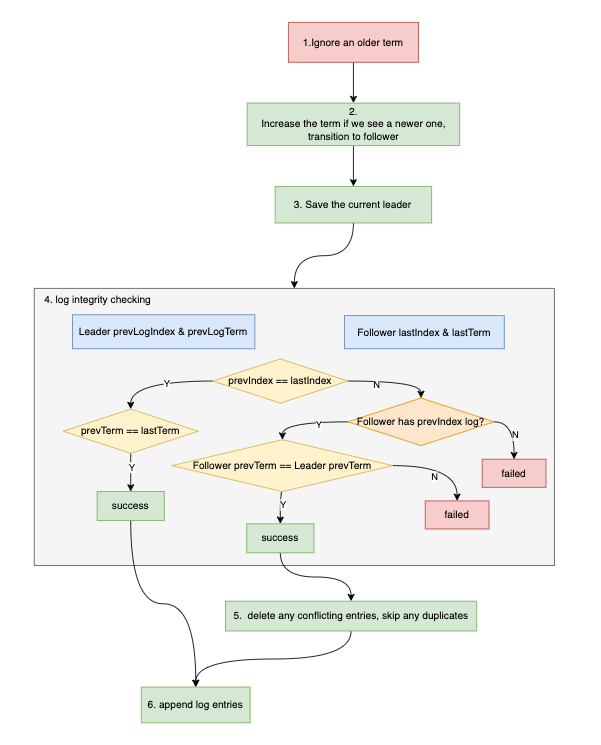 1.Ignore an older term
2.
Increase the term if we see a newer one,
transition to follower
3. Save the current leader
4. log integrity checking
Leader prevLogIndex & prevLogTerm
Follower lastIndex & lastTerm
prevIndex == lastIndex
Y
N
prevTerm == lastTerm
Follower has prevIndex log?
Y
N
Y
Follower prevTerm == Leader prevTerm
failed
N
success
Y
failed
success
5.  delete any conflicting entries, skip any duplicates
6. append log entries